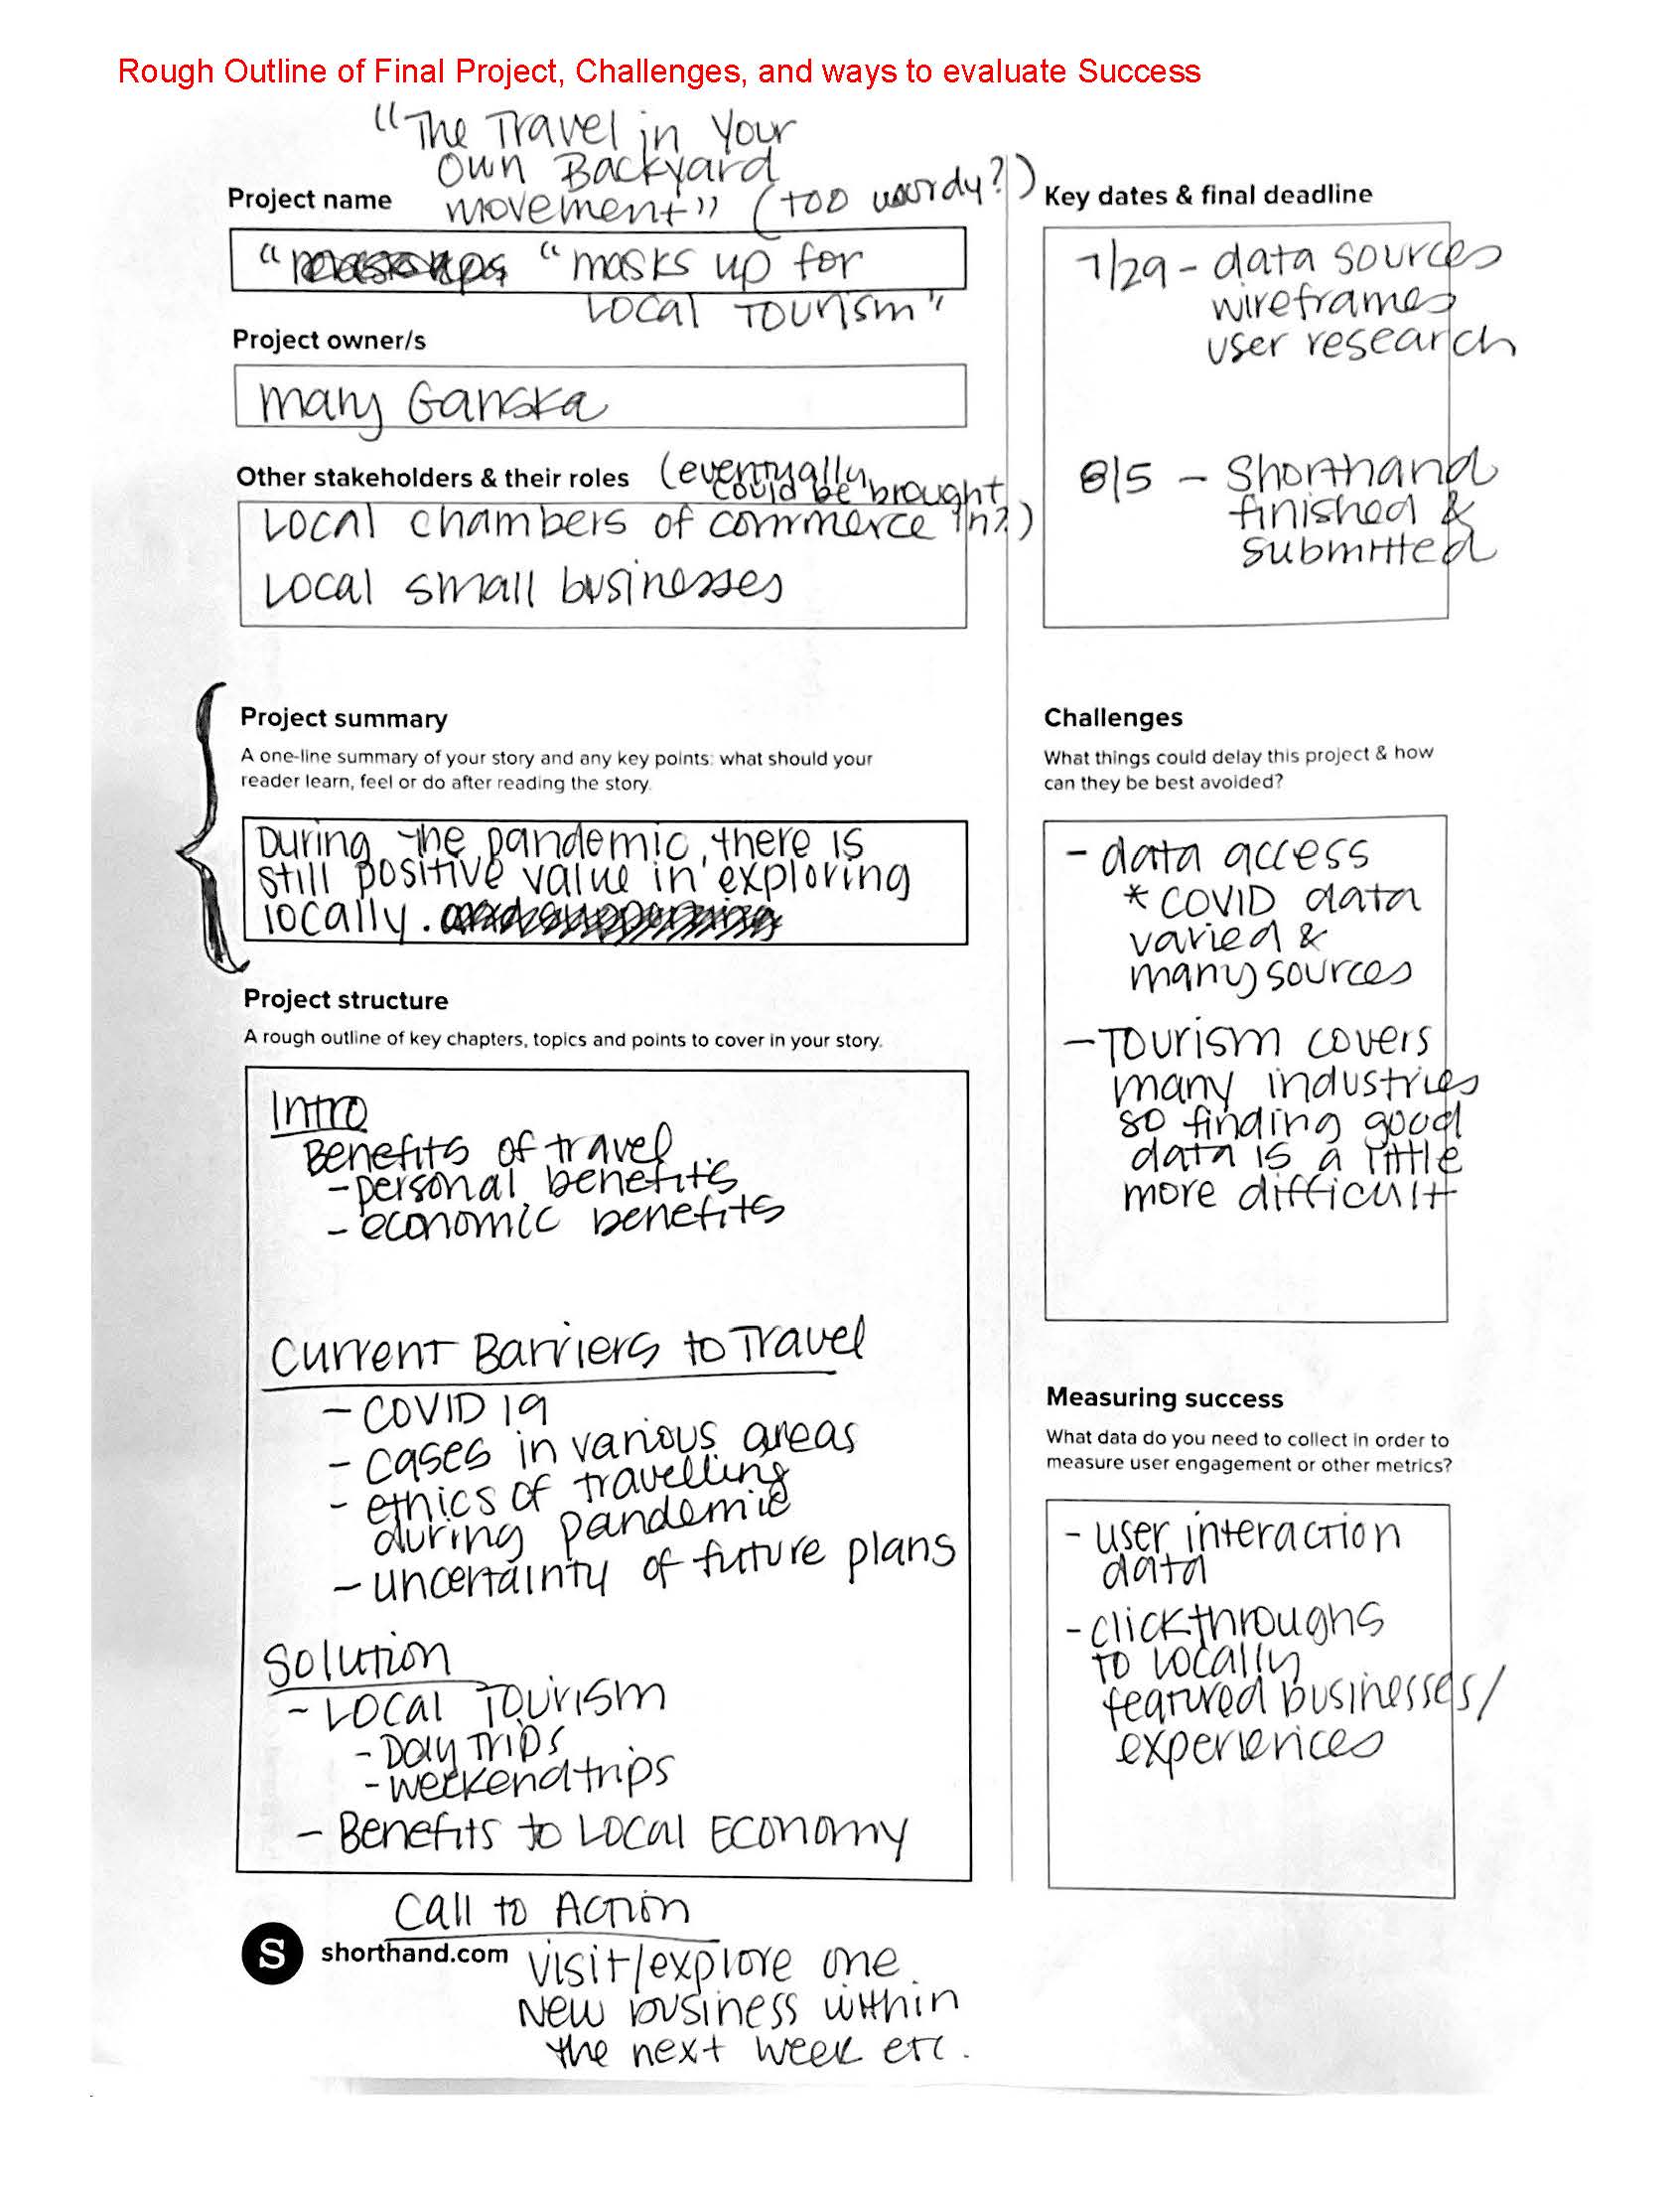 Rough Outline of Final Project, Challenges, and ways to evaluate Success
"The Travel in Your
Own Backyard
movement" (too wordy?)
Project name
" "masks up for
Local Tourism"
Project owner/s
Mary Ganska
Other stakeholders & their roles (eventually
could be brought
Local chambers of commerce in?)
Local small businesses
Project summary
A one-line summary of your story and any key points: what should your
reader learn, feel or do after reading the story.
During the pandemic, there is
still positive value in exploring
locally.
Project structure
A rough outline of key chapters, topics and points to cover in your story.
Intro
Benefits of travel
- personal benefits
- economic benefits
Current Barriers to Travel
- COVID 19
- cases in various areas
- ethics of travelling
during pandemic
- uncertainty of future plans
Solution
- Local Tourism
- Day Trips
- weekend trips
- Benefits to Local Economy
Call to Action
S shorthand.com visit/explore one
New business within
the next week etc.
Key dates & final deadline
7/29 - data sources
wireframes
user research
8/5 - Shorthand
finished &
submitted
Challenges
What things could delay this project & how
can they be best avoided?
- data access
* COVID data
varied &
many sources
- Tourism covers
many industries
so finding good
data is a little
more difficult
Measuring success
What data do you need to collect in order to
measure user engagement or other metrics?
- user interaction
data
- clickthroughs
to locally
featured businesses/
experiences